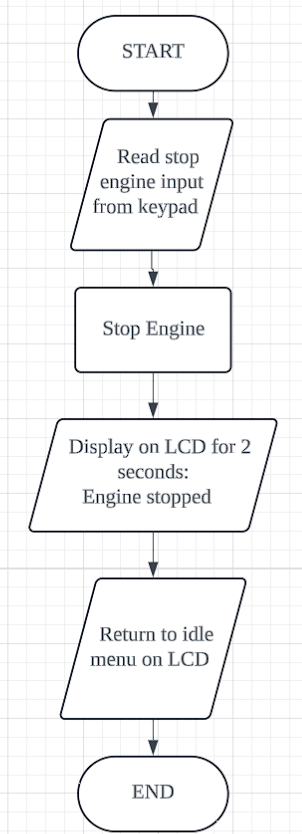 START
Read stop
engine input
from keypad
Stop Engine
Display on LCD for 2
seconds:
Engine stopped
Return to idle
menu on LCD
END